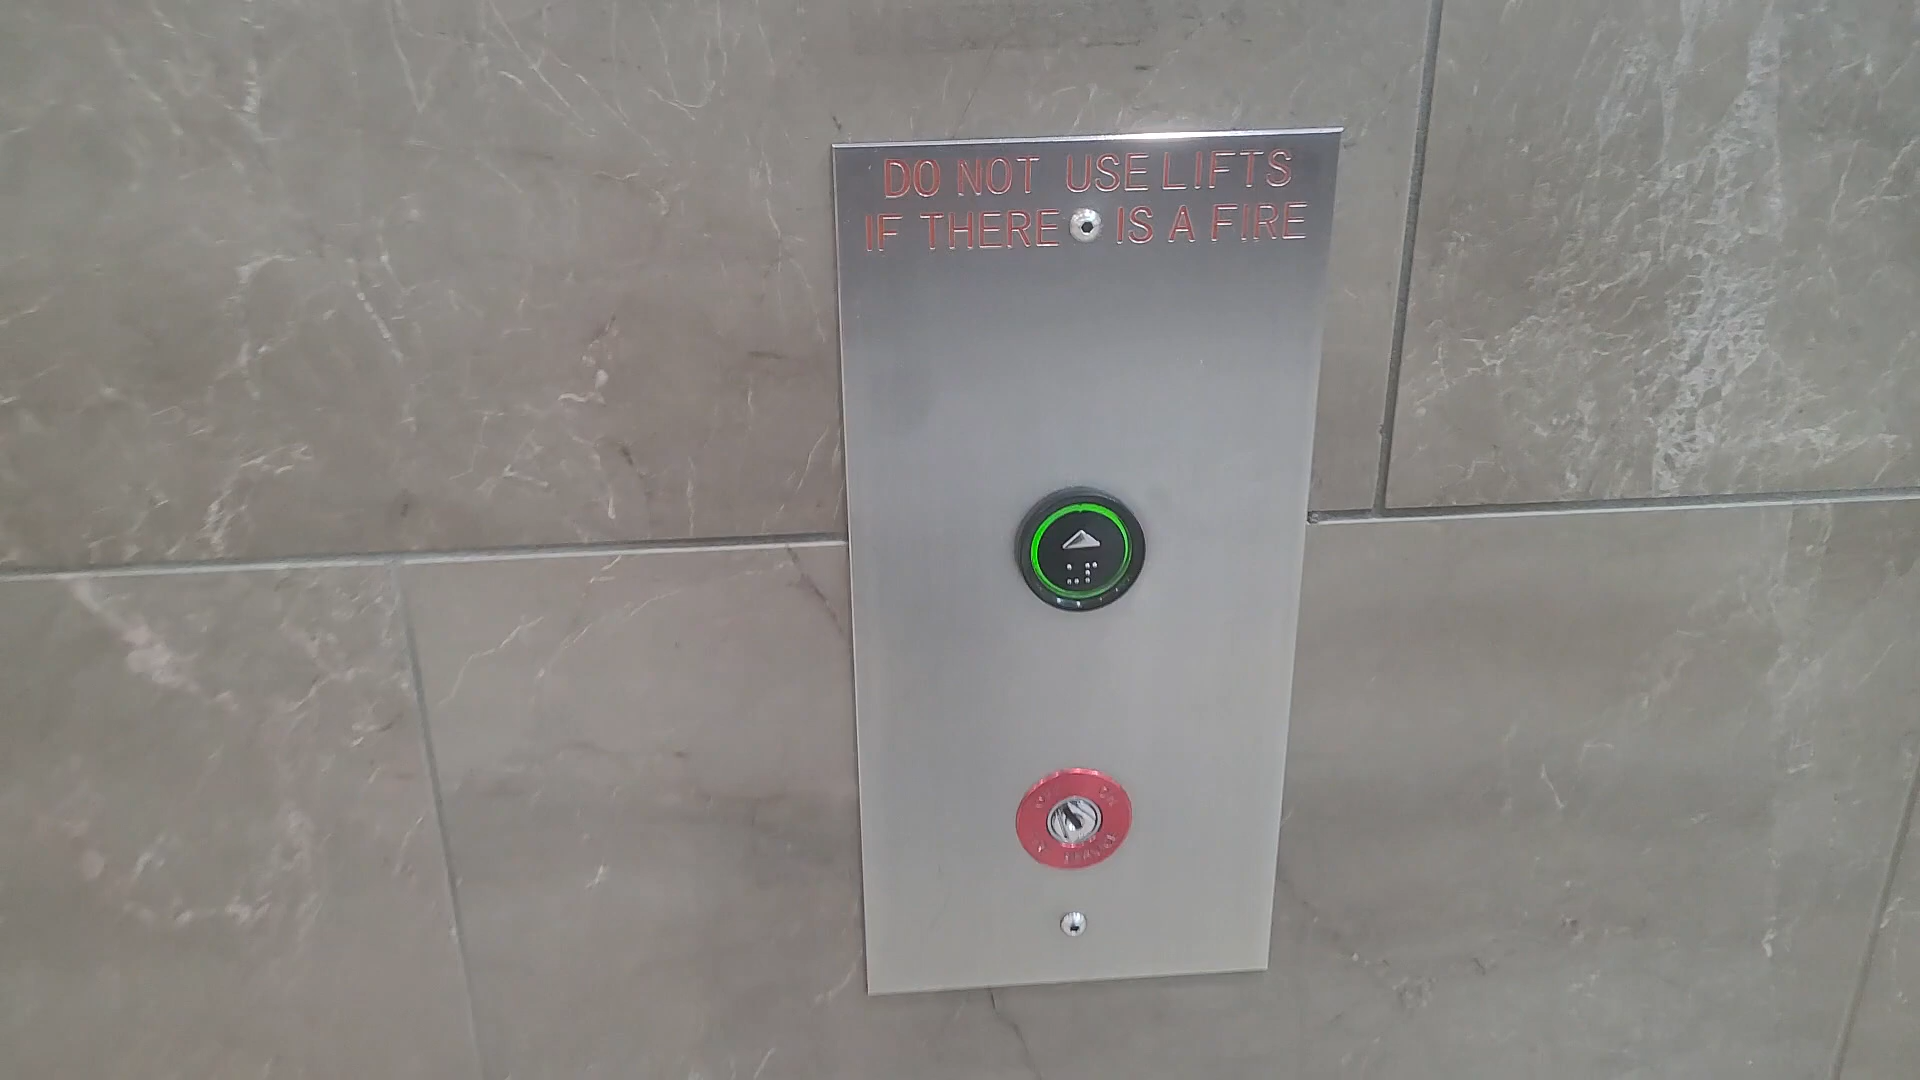 DO NOT USE LIFTS
IF THERE IS A FIRE